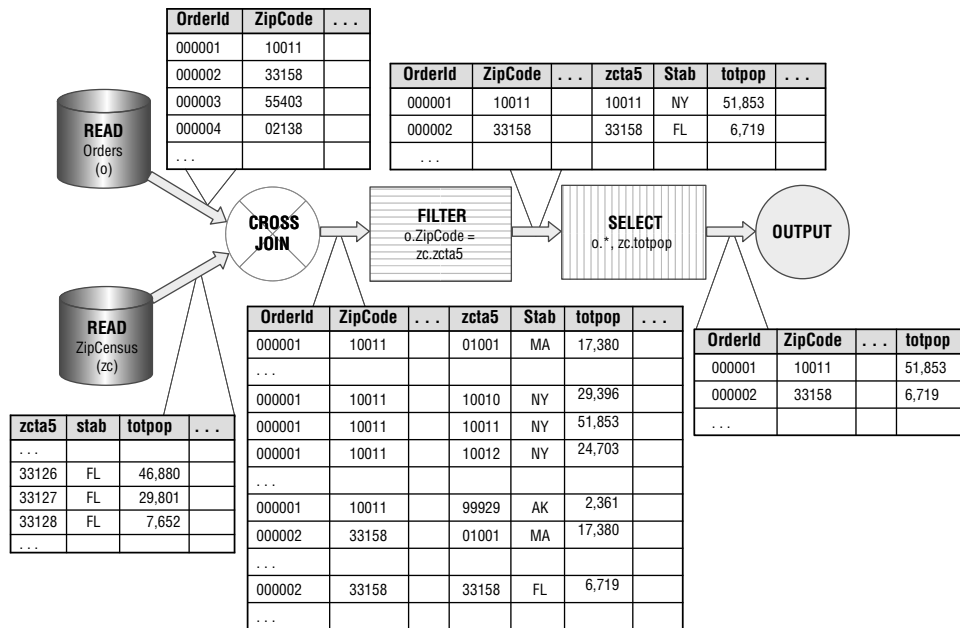 OrderId ZipCode . . .
000001 10011
000002 33158
000003 55403
000004 02138
. . .
OrderId ZipCode . . . zcta5 Stab totpop . . .
000001 10011 10011 NY 51,853
000002 33158 33158 FL 6,719
. . .
READ
Orders
(o)
CROSS
JOIN
FILTER
o.ZipCode =
zc.zcta5
SELECT
o.*, zc.totpop
OUTPUT
READ
ZipCensus
(zc)
zcta5 stab totpop . . .
. . .
33126 FL 46,880
33127 FL 29,801
33128 FL 7,652
. . .
OrderId ZipCode . . . zcta5 Stab totpop . . .
000001 10011 01001 MA 17,380
. . .
000001 10011 10010 NY 29,396
000001 10011 10011 NY 51,853
000001 10011 10012 NY 24,703
. . .
000001 10011 99929 AK 2,361
000002 33158 01001 MA 17,380
. . .
000002 33158 33158 FL 6,719
. . .
OrderId ZipCode . . . totpop
000001 10011 51,853
000002 33158 6,719
. . .